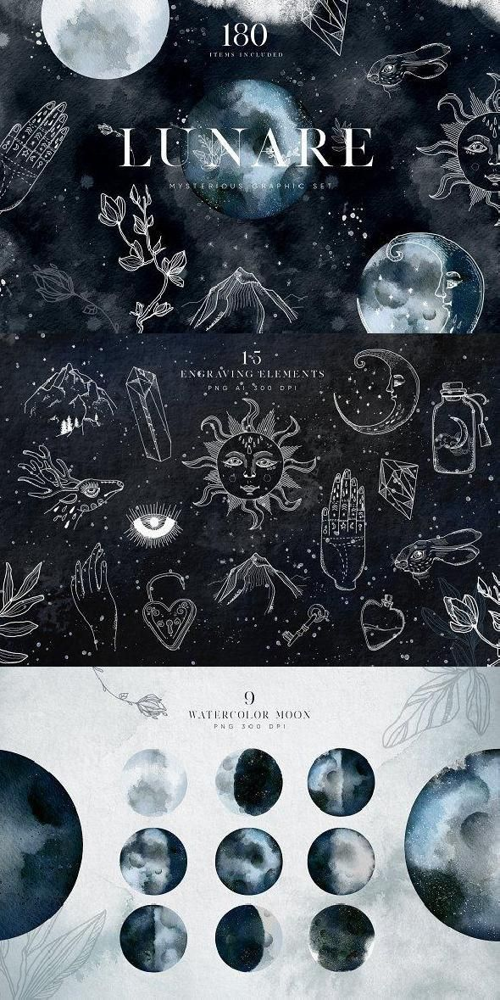 180
ITEMS INCLUDED
LUNARE
MYSTERIOUS GRAPHIC SET
15
ENGRAVING ELEMENTS
PNG AI 300 DPI
9
WATERCOLOR MOON
PNG 300 DPI